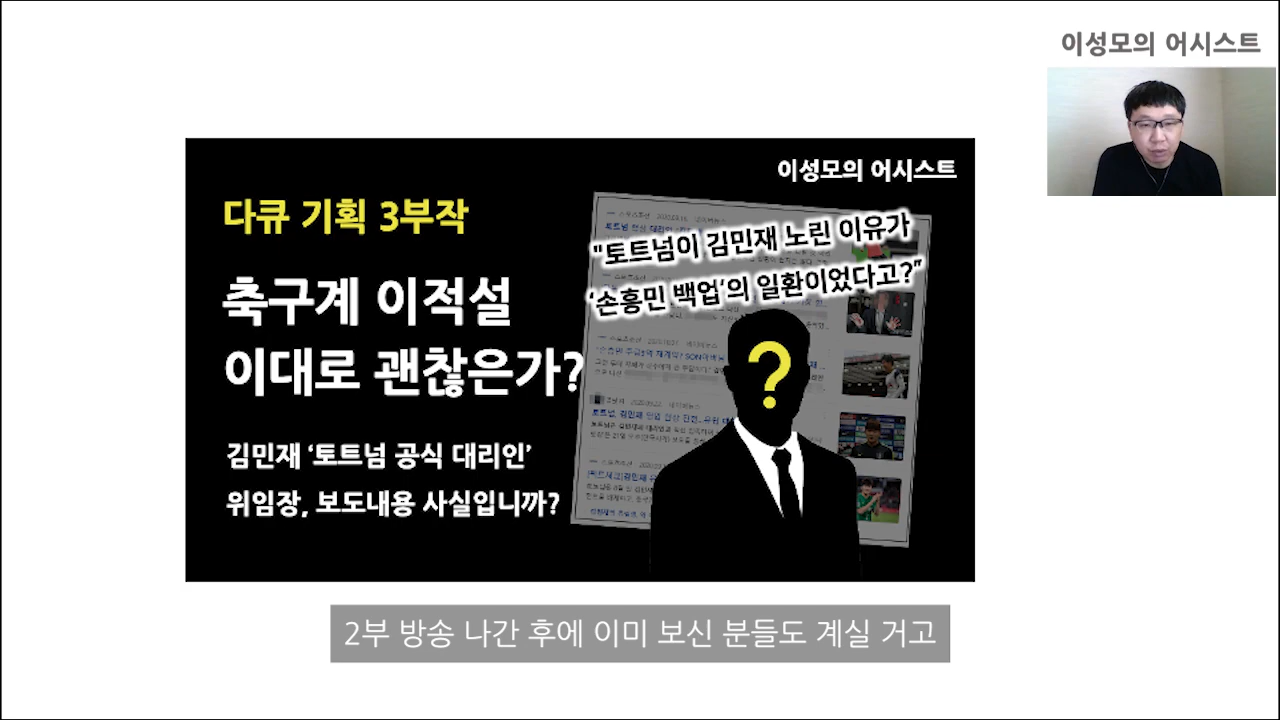 이성모의 어시스트
이성모의 어시스트
다큐 기획 3부작
"토트넘이 김민재 노린 이유가
'손흥민 백업'의 일환이었다고?"
축구계 이적설
이대로 괜찮은가?
?
김민재 '토트넘 공식 대리인'
위임장, 보도내용 사실입니까?
2부 방송 나간 후에 이미 보신 분들도 계실 거고